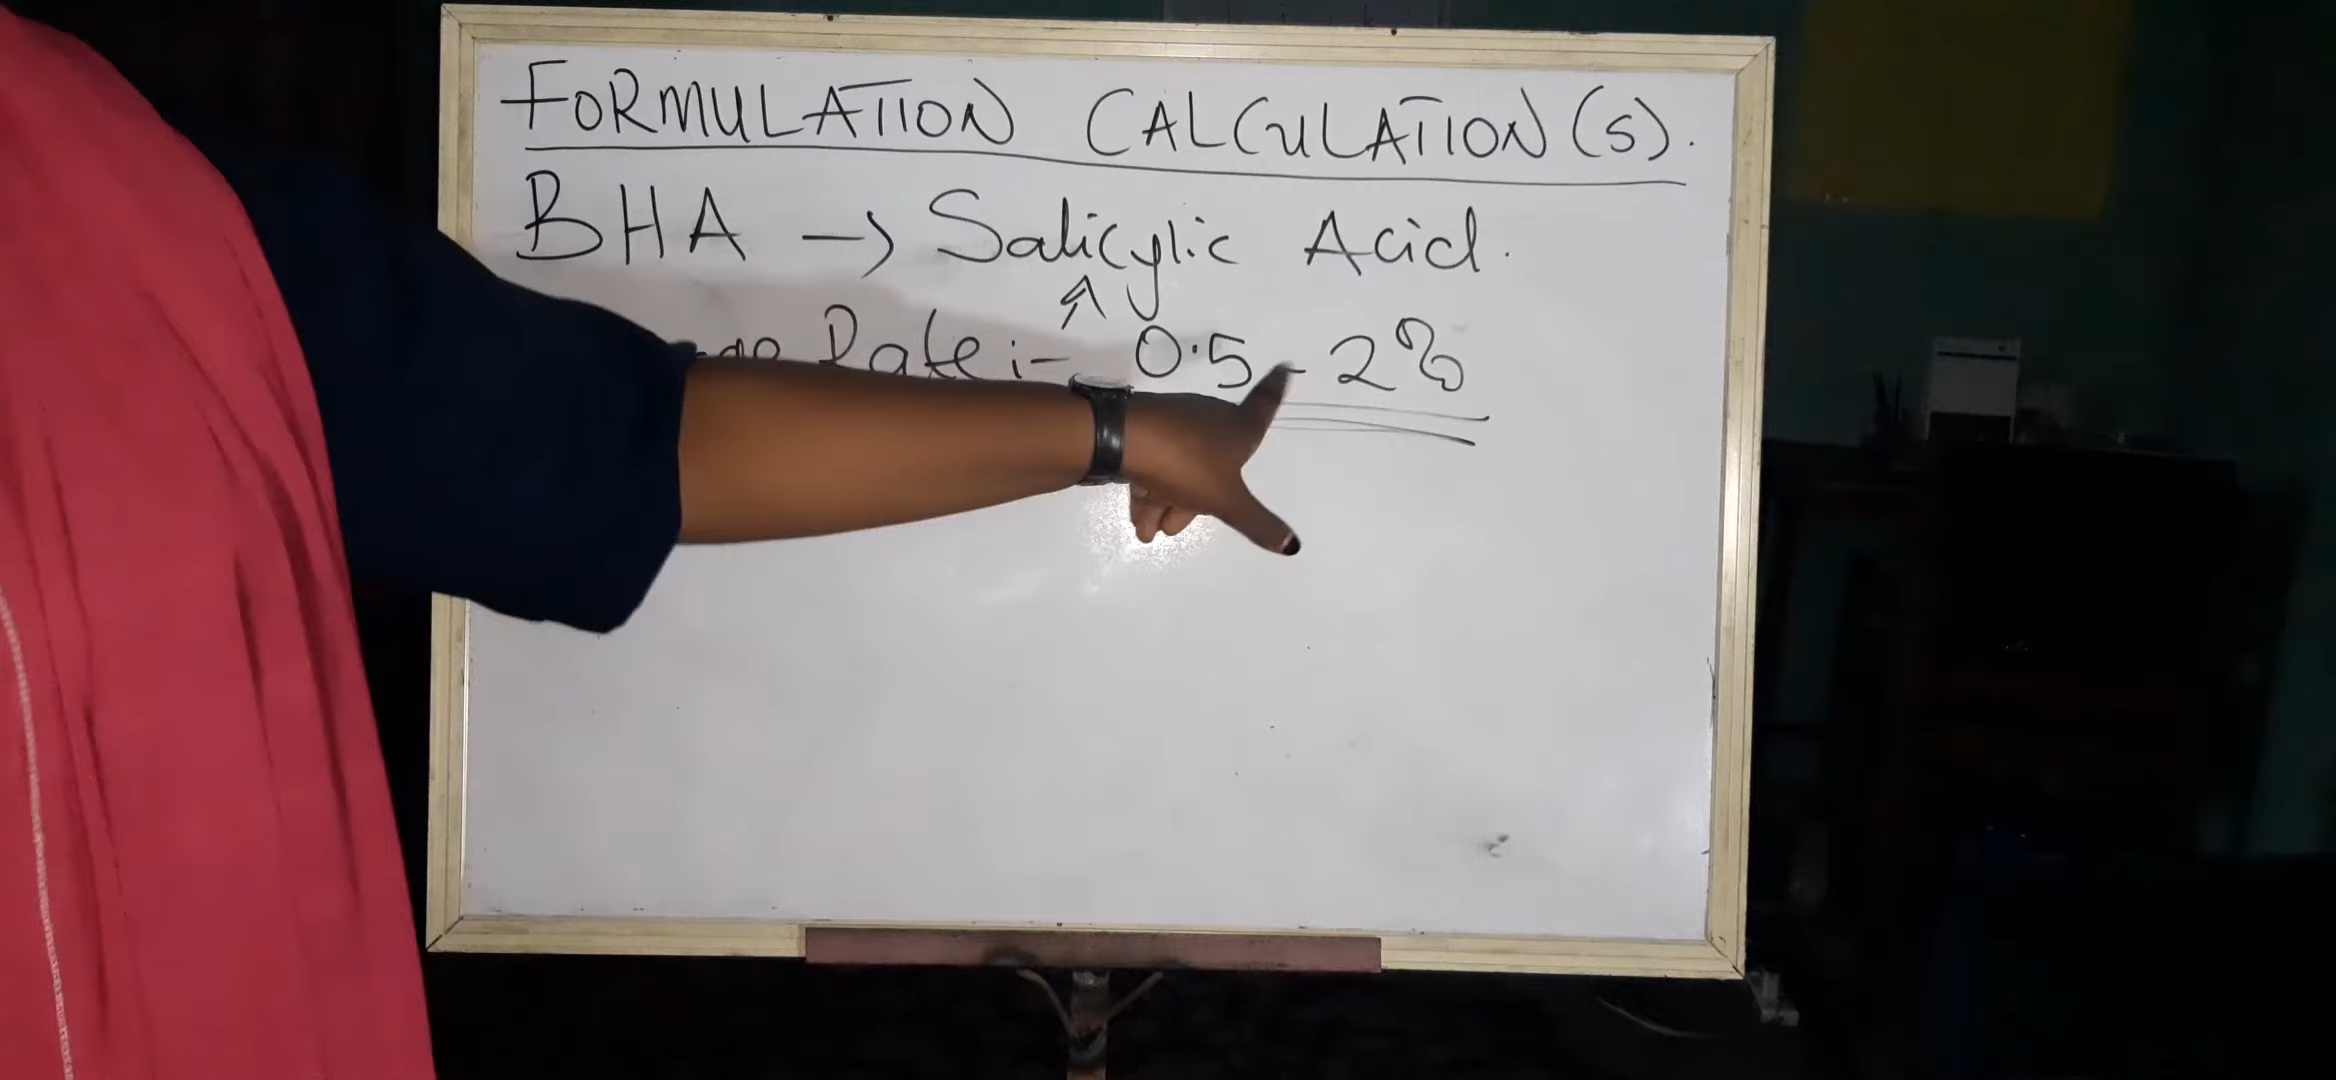 FORMULATION CALCULATION(S).
BHA → Salicylic Acid.
Rate :- 0.5 - 2%